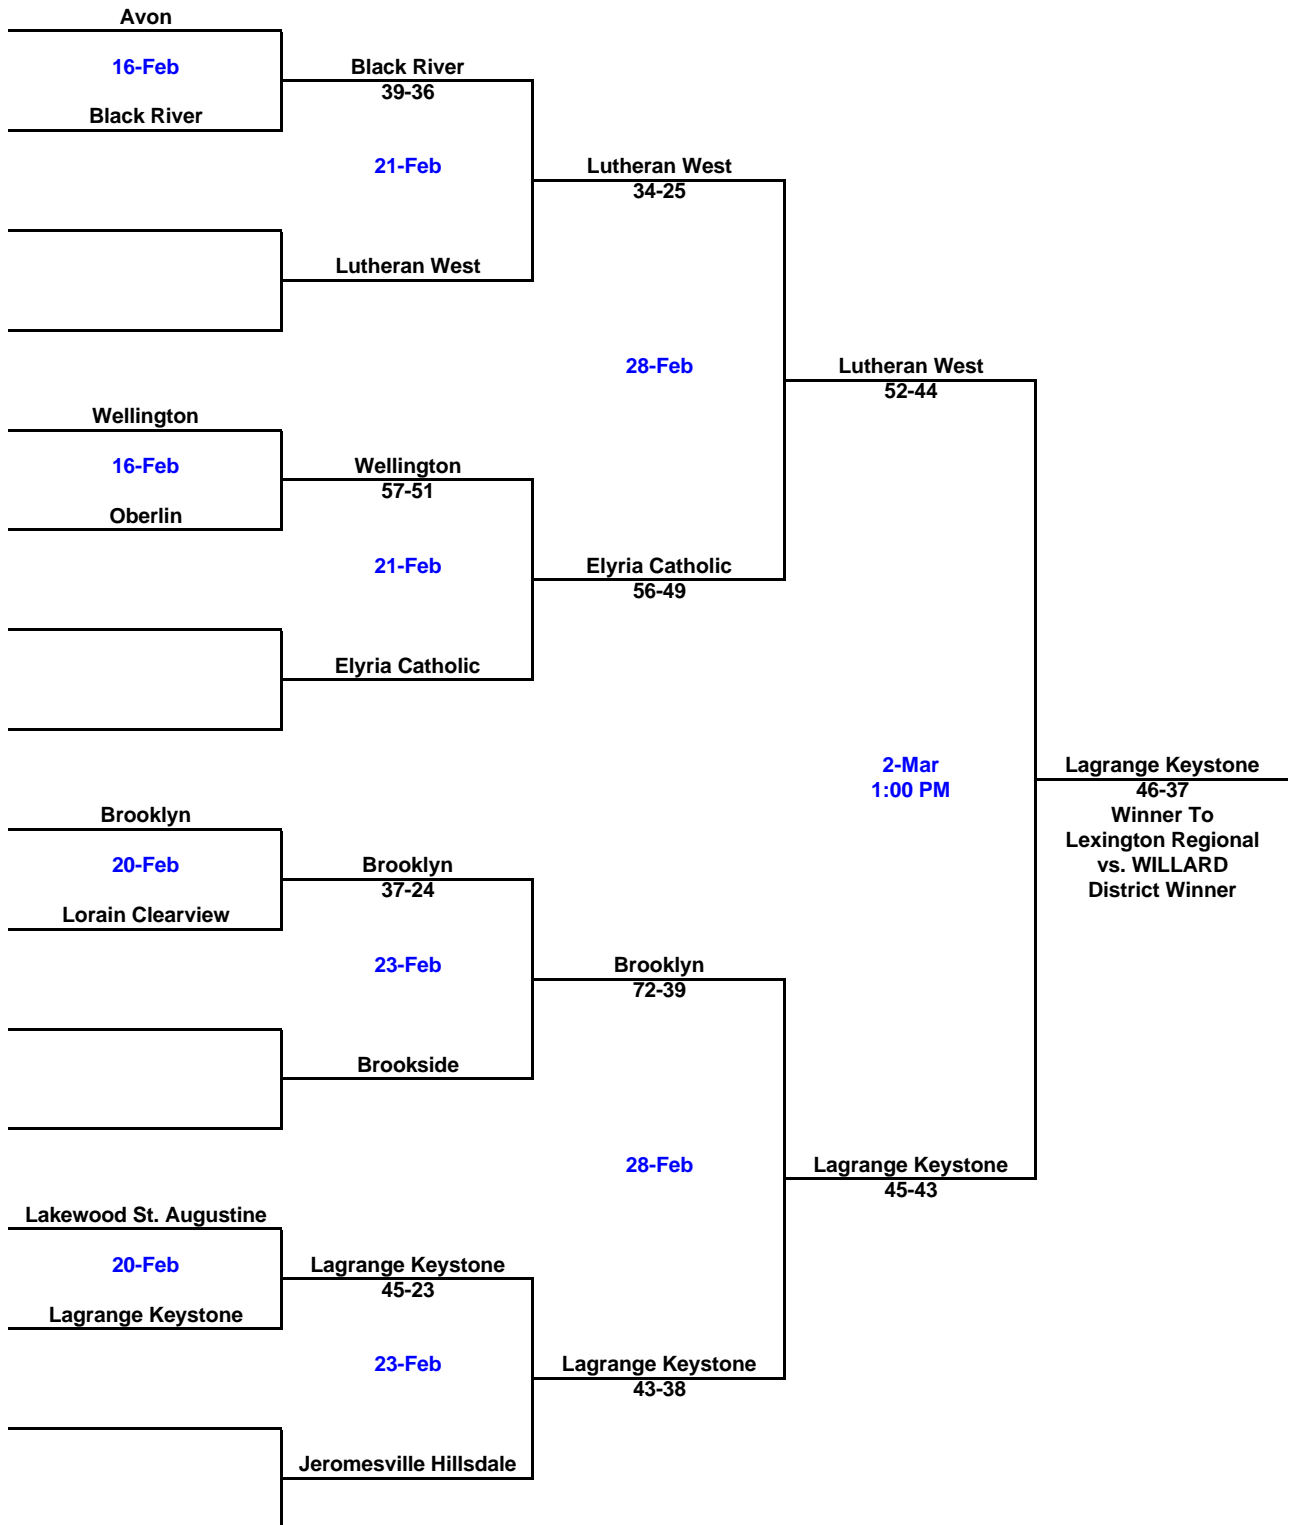 Avon
16-Feb
Black River
Black River
39-36
21-Feb
Lutheran West
Lutheran West
34-25
28-Feb
Wellington
16-Feb
Oberlin
Wellington
57-51
21-Feb
Elyria Catholic
Elyria Catholic
56-49
Lutheran West
52-44
2-Mar
1:00 PM
Brooklyn
20-Feb
Lorain Clearview
Brooklyn
37-24
23-Feb
Brookside
Brooklyn
72-39
28-Feb
Lakewood St. Augustine
20-Feb
Lagrange Keystone
Lagrange Keystone
45-23
23-Feb
Jeromesville Hillsdale
Lagrange Keystone
43-38
Lagrange Keystone
45-43
Lagrange Keystone
46-37
Winner To
Lexington Regional
vs. WILLARD
District Winner